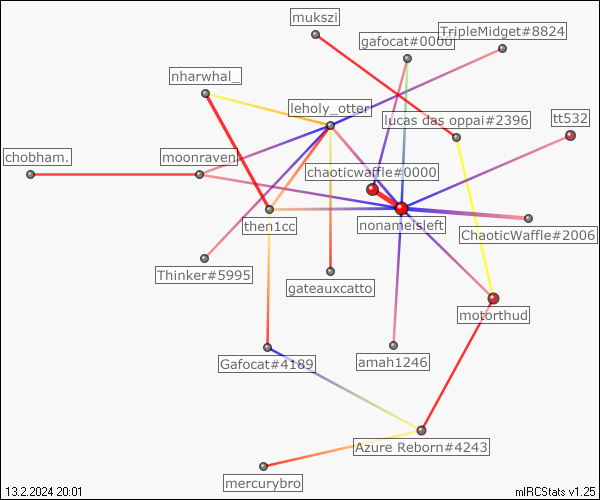 mukszi
TripleMidget#8824
gafocat#0000
nharwhal_
leholy_otter
lucas das oppai#2396
tt532
chobham.
moonraven
chaoticwaffle#0000
then1cc
nonameisleft
ChaoticWaffle#2006
Thinker#5995
gateauxcatto
motorthud
Gafocat#4189
amah1246
Azure Reborn#4243
mercurybro
13.2.2024 20:01
mIRCStats v1.25